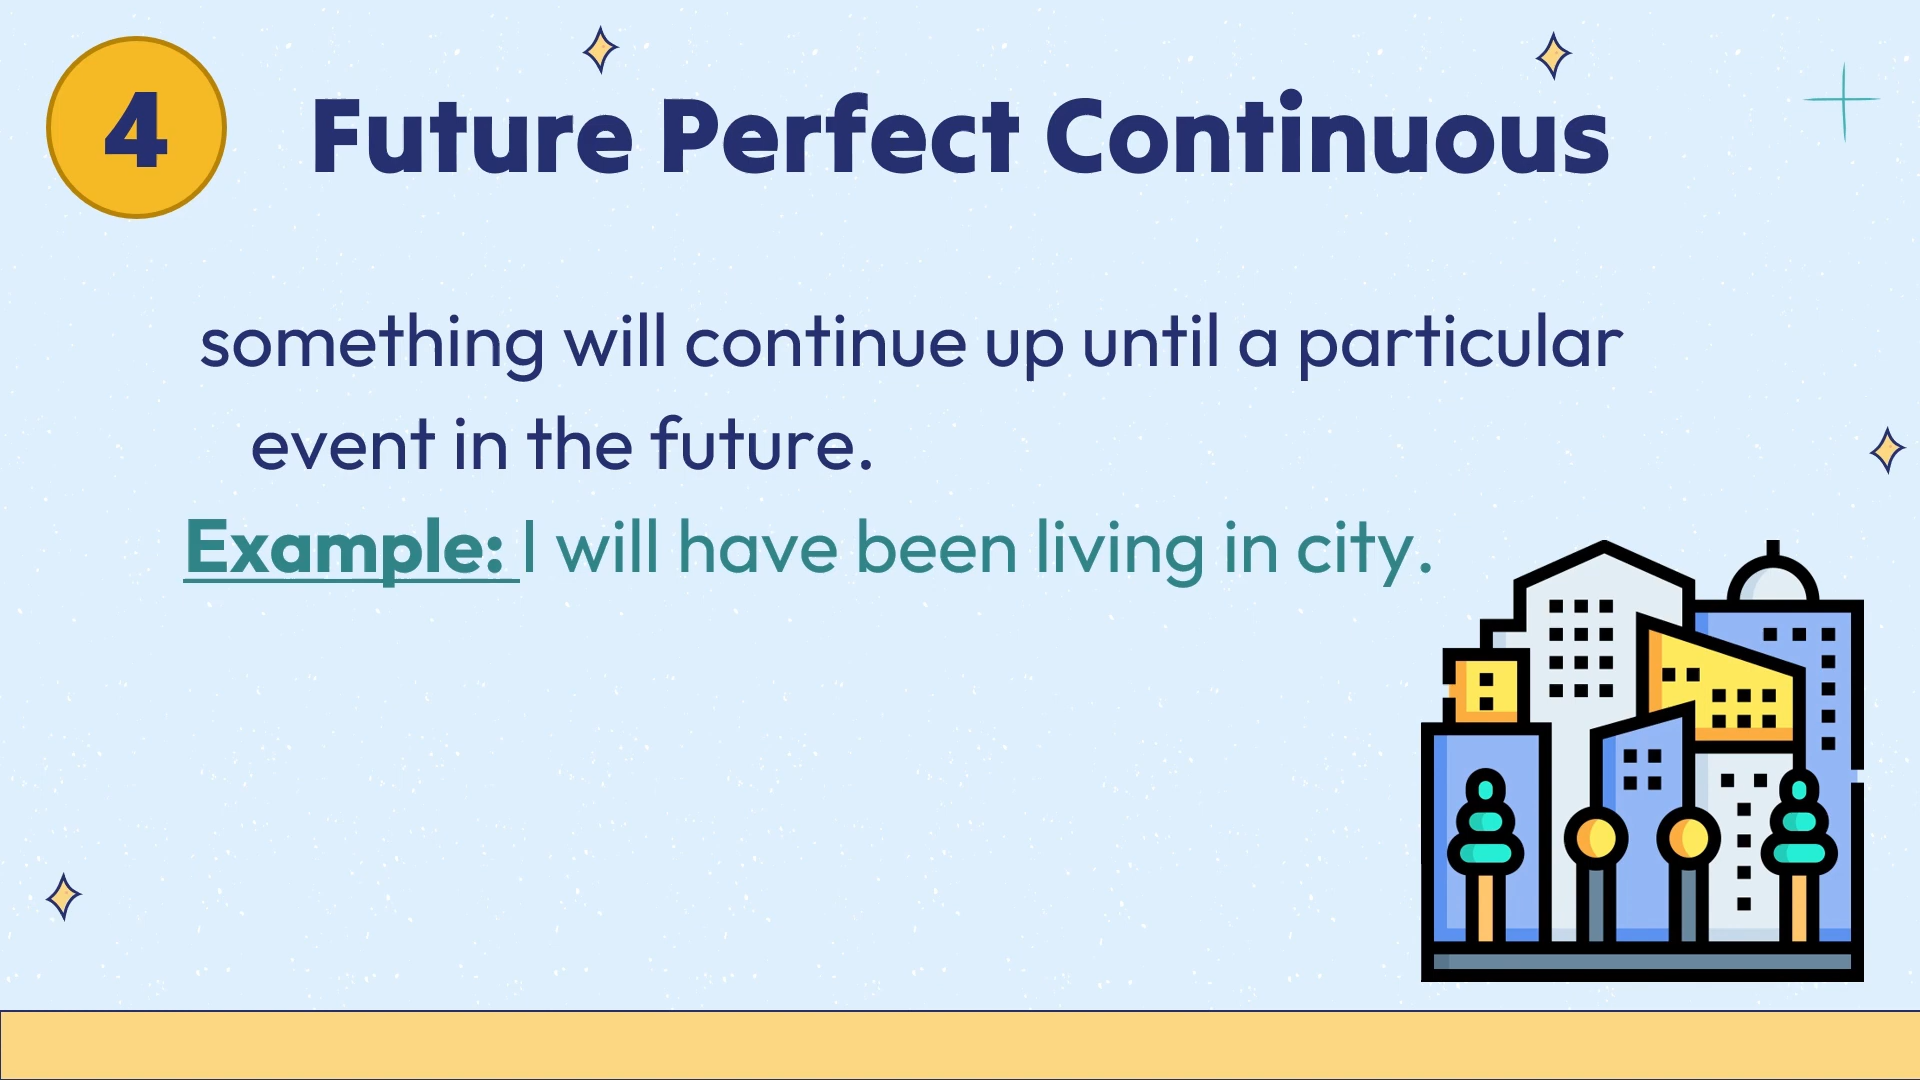 4
Future Perfect Continuous
something will continue up until a particular
event in the future.
Example: I will have been living in city.